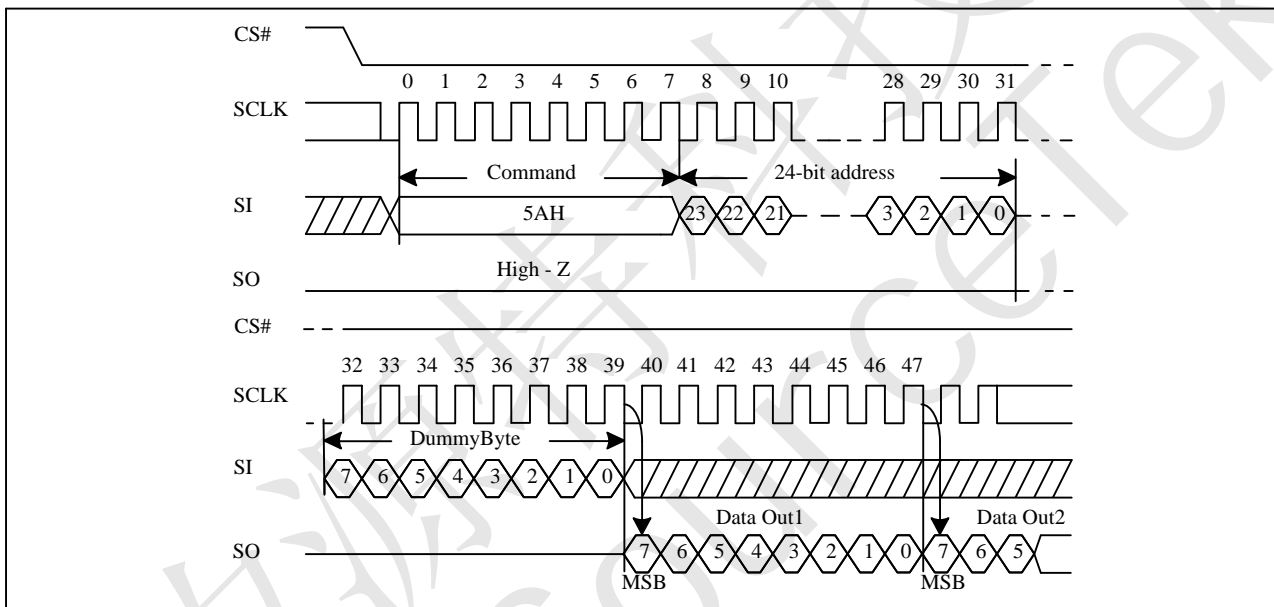 CS#
0 1 2 3 4 5 6 7 8 9 10 28 29 30 31
SCLK
Command 24-bit address
SI 5AH 23 22 21 3 2 1 0
High - Z
SO
CS#
32 33 34 35 36 37 38 39 40 41 42 43 44 45 46 47
SCLK
DummyByte
SI 7 6 5 4 3 2 1 0
Data Out1 Data Out2
SO 7 6 5 4 3 2 1 0 7 6 5
MSB MSB